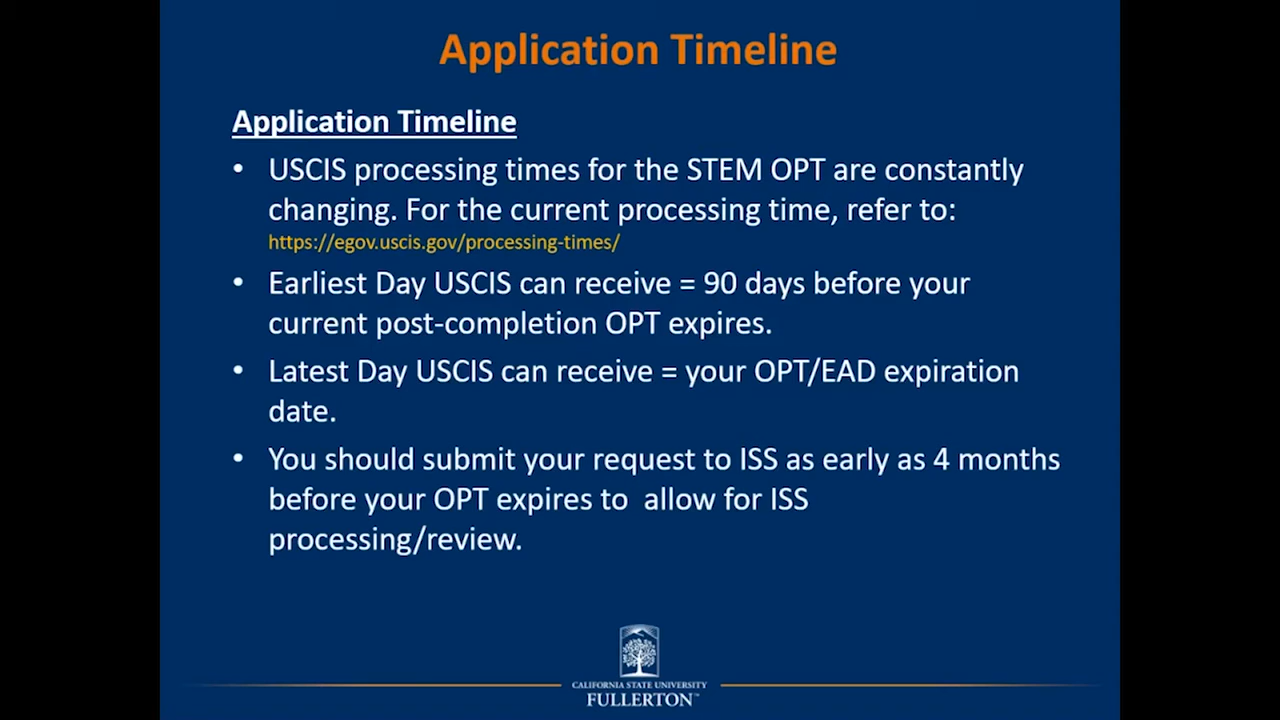 Application Timeline
Application Timeline
• USCIS processing times for the STEM OPT are constantly
changing. For the current processing time, refer to:
https://egov.uscis.gov/processing-times/
• Earliest Day USCIS can receive = 90 days before your
current post-completion OPT expires.
• Latest Day USCIS can receive = your OPT/EAD expiration
date.
• You should submit your request to ISS as early as 4 months
before your OPT expires to  allow for ISS
processing/review.
CALIFORNIA STATE UNIVERSITY
FULLERTON™